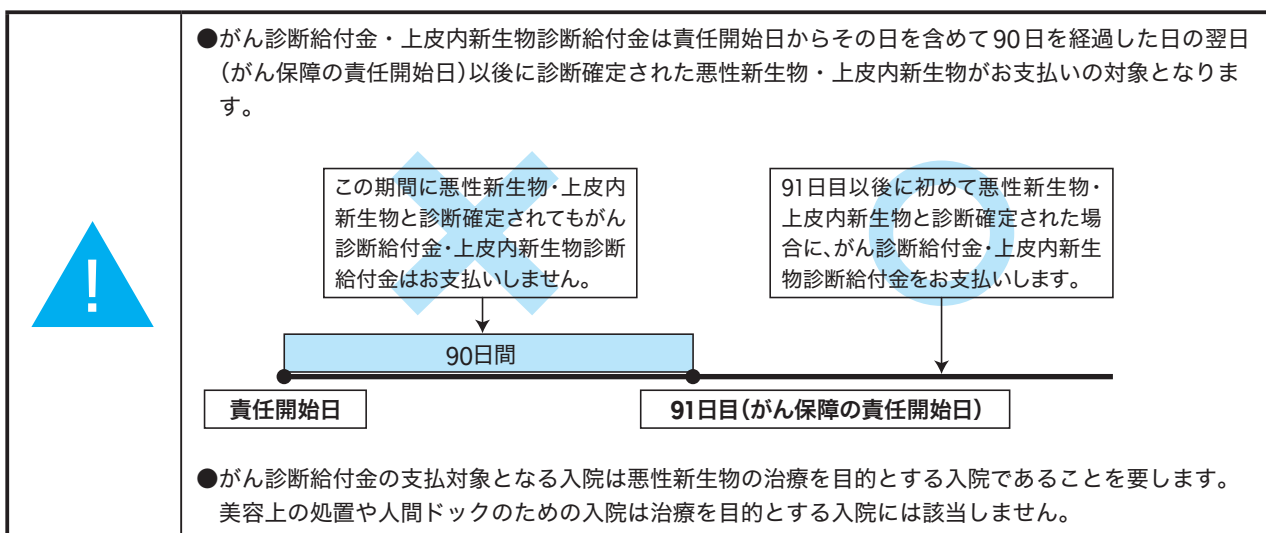 ●がん診断給付金・上皮内新生物診断給付金は責任開始日からその日を含めて90日を経過した日の翌日
(がん保障の責任開始日)以後に診断確定された悪性新生物・上皮内新生物がお支払いの対象となりま
す。
この期間に悪性新生物・上皮内
新生物と診断確定されてもがん
診断給付金・上皮内新生物診断
給付金はお支払いしません。
91日目以後に初めて悪性新生物・
上皮内新生物と診断確定された場
合に、がん診断給付金・上皮内新生
物診断給付金をお支払いします。
!
90日間
責任開始日
91日目(がん保障の責任開始日)
●がん診断給付金の支払対象となる入院は悪性新生物の治療を目的とする入院であることを要します。
美容上の処置や人間ドックのための入院は治療を目的とする入院には該当しません。